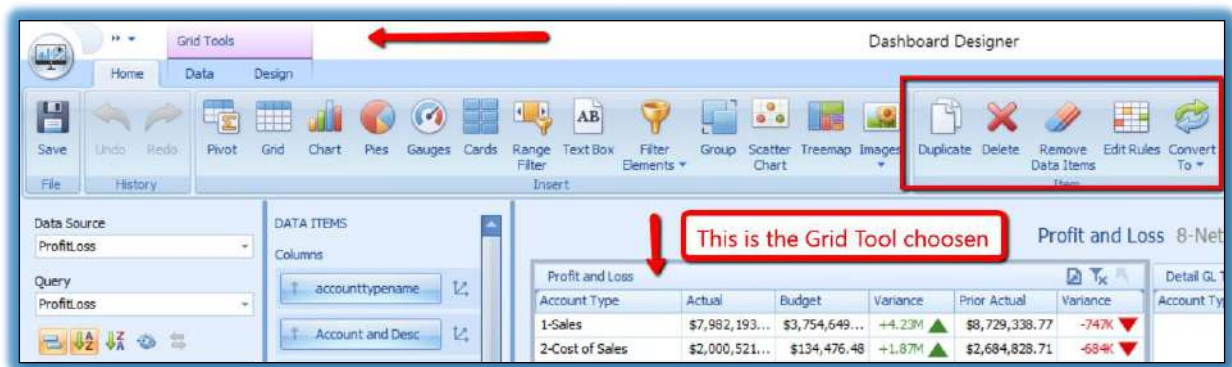 Grid Tools
Dashboard Designer
Home Data Design
Save Undo Redo Pivot Grid Chart Pies Gauges Cards Range Filter Text Box Filter Elements Group Scatter Chart Treemap Images Duplicate Delete Remove Data Items Edit Rules Convert To
File History Insert Item
Data Source
ProfitLoss
Query
ProfitLoss
DATA ITEMS
Columns
accounttypename
Account and Desc
This is the Grid Tool choosen
Profit and Loss 8-Net
Profit and Loss
Account Type Actual Budget Variance Prior Actual Variance
1-Sales $7,982,193... $3,754,649... +4.23M $8,729,338.77 -747K
2-Cost of Sales $2,000,521... $134,476.48 +1.87M $2,684,828.71 -684K
Detail GL T
Account Ty